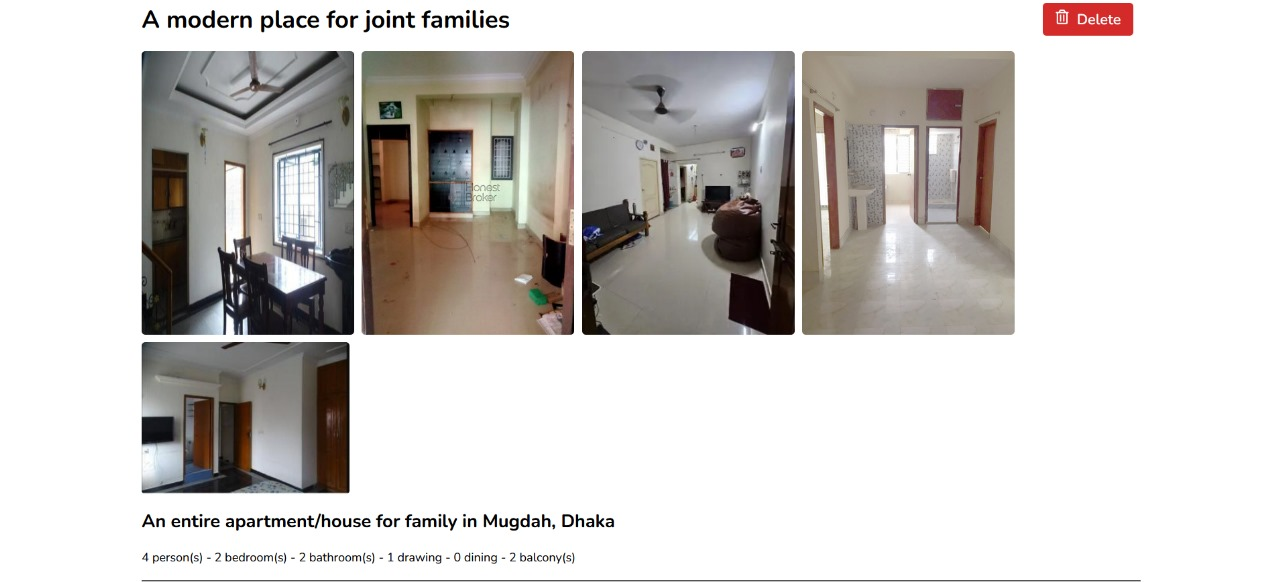 A modern place for joint families
Delete
Honest
Broker
An entire apartment/house for family in Mugdah, Dhaka
4 person(s) - 2 bedroom(s) - 2 bathroom(s) - 1 drawing - 0 dining - 2 balcony(s)